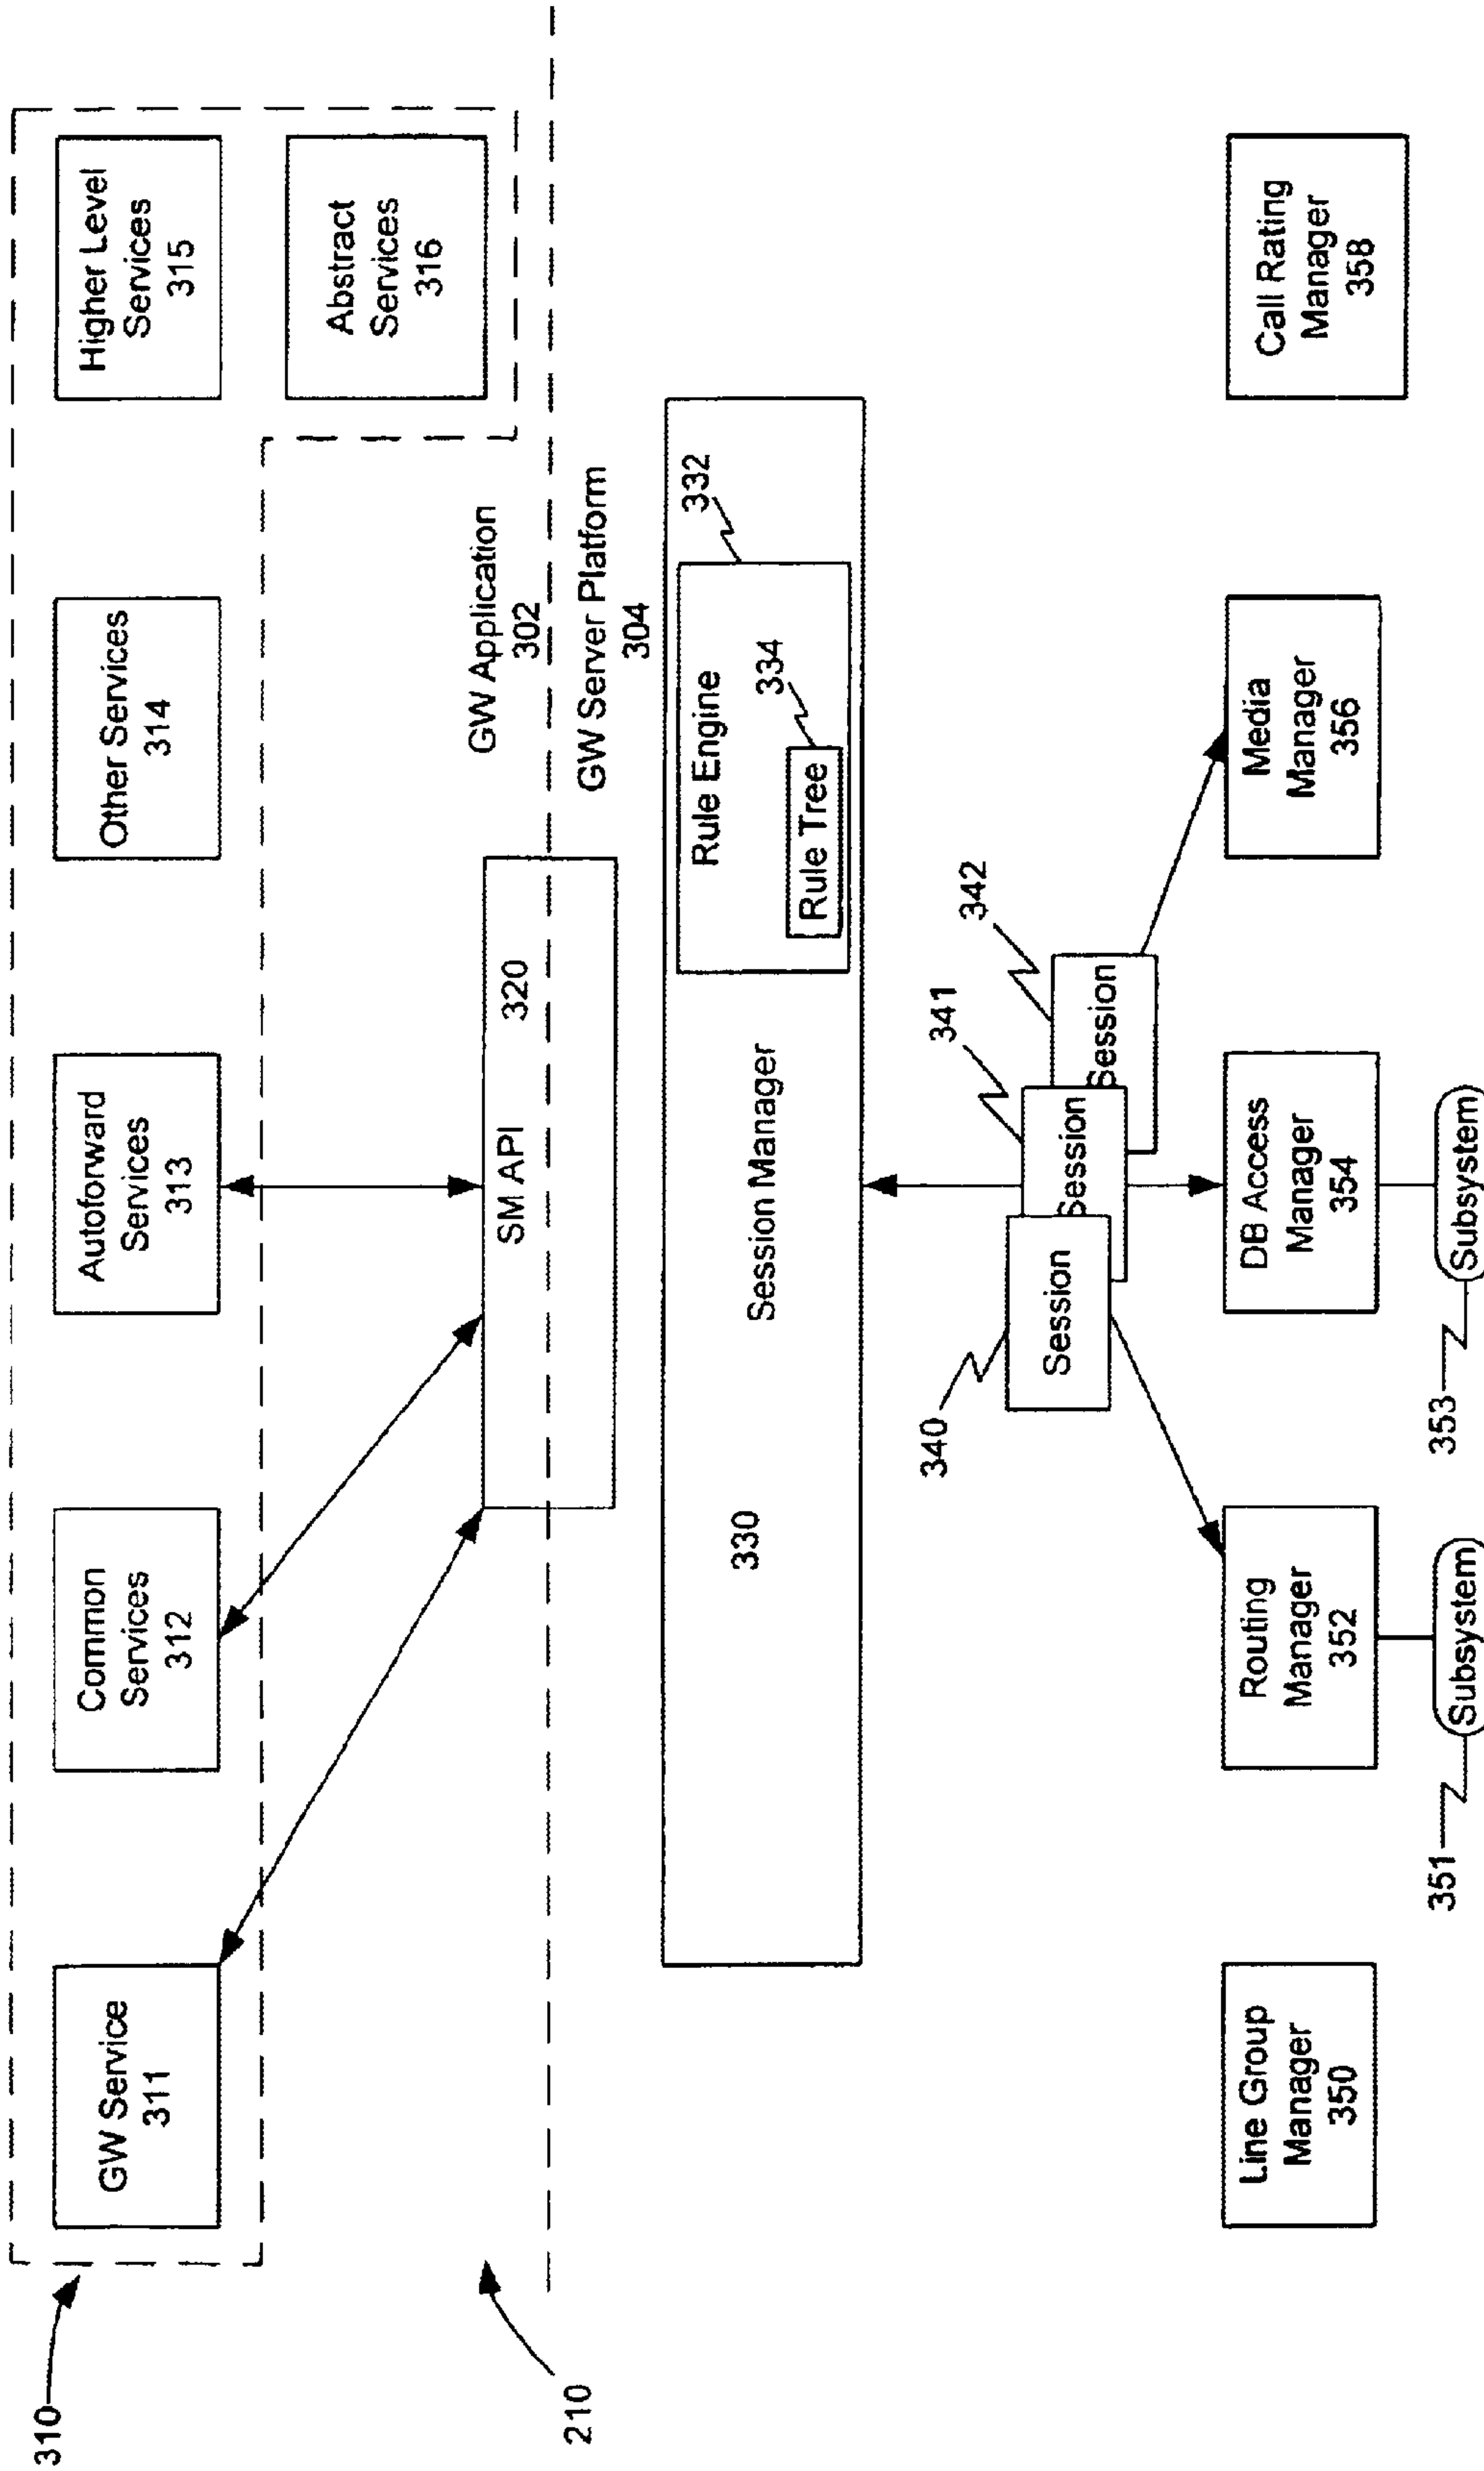 310
GW Service
311
Common
Services
312
Autoforward
Services
313
Other Services
314
Higher Level
Services
315
Abstract
Services
316
210
GW Application
302
GW Server Platform
304
SM API
320
330
Session Manager
Rule Engine
332
Rule Tree
334
340
Session
341
Session
342
Session
Line Group
Manager
350
Routing
Manager
352
DB Access
Manager
354
Media
Manager
356
Call Rating
Manager
358
351
Subsystem
353
Subsystem